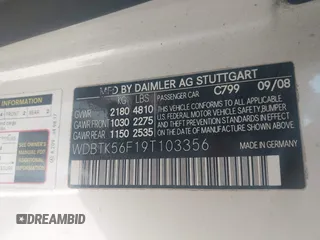 MFD BY DAIMLER AG STUTTGART
KG LBS PASSENGER CAR C799 09/08
GVWR 2180 4810
GAWR FRONT 1030 2275
GAWR REAR 1150 2535
THIS VEHICLE CONFORMS TO ALL APPLICABLE FEDERAL MOTOR VEHICLE SAFETY, BUMPER, AND THEFT PREVENTION STANDARDS IN EFFECT ON THE DATE OF MANUFACTURE SHOWN ABOVE.
WDBTK56F19T103356
MADE IN GERMANY
DREAMBID